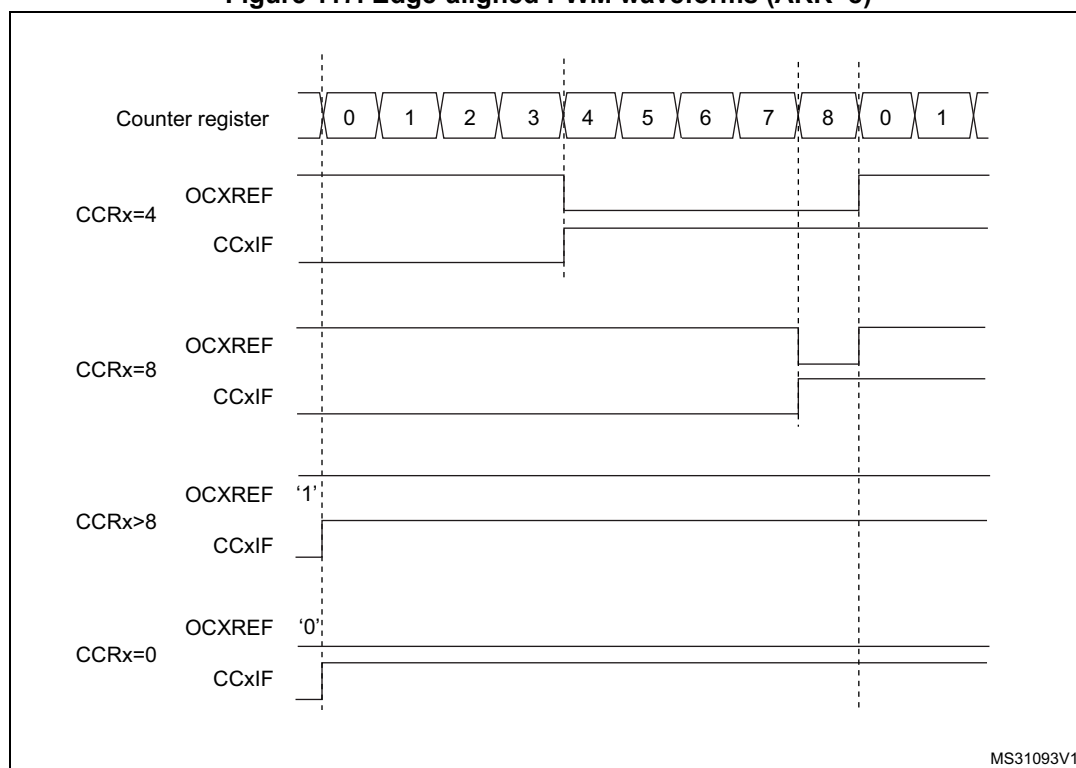 Counter register 0 1 2 3 4 5 6 7 8 0 1
OCXREF
CCRx=4
CCxIF
OCXREF
CCRx=8
CCxIF
OCXREF '1'
CCRx>8
CCxIF
OCXREF '0'
CCRx=0
CCxIF
MS31093V1